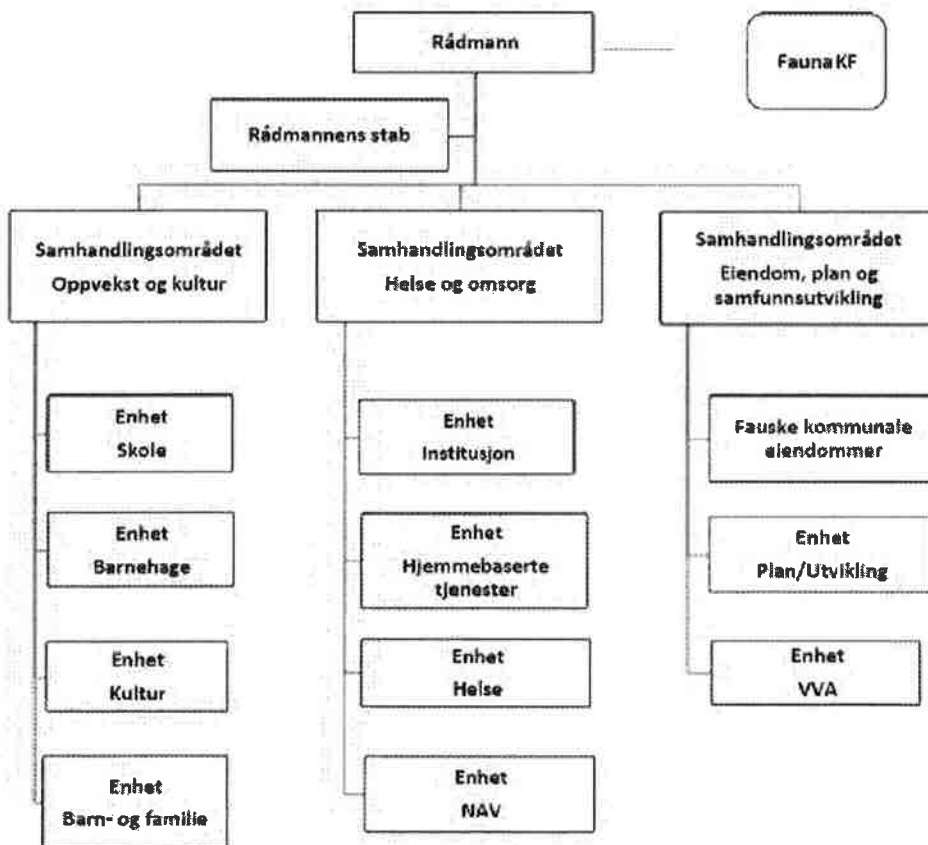 Rådmann
Fauna KF
Rådmannens stab
Samhandlingsområdet
Oppvekst og kultur
Samhandlingsområdet
Helse og omsorg
Samhandlingsområdet
Eiendom, plan og
samfunnsutvikling
Enhet
Skole
Enhet
Barnehage
Enhet
Kultur
Enhet
Barn- og familie
Enhet
Institusjon
Enhet
Hjemmebaserte
tjenester
Enhet
Helse
Enhet
NAV
Fauske kommunale
eiendommer
Enhet
Plan/Utvikling
Enhet
VVA